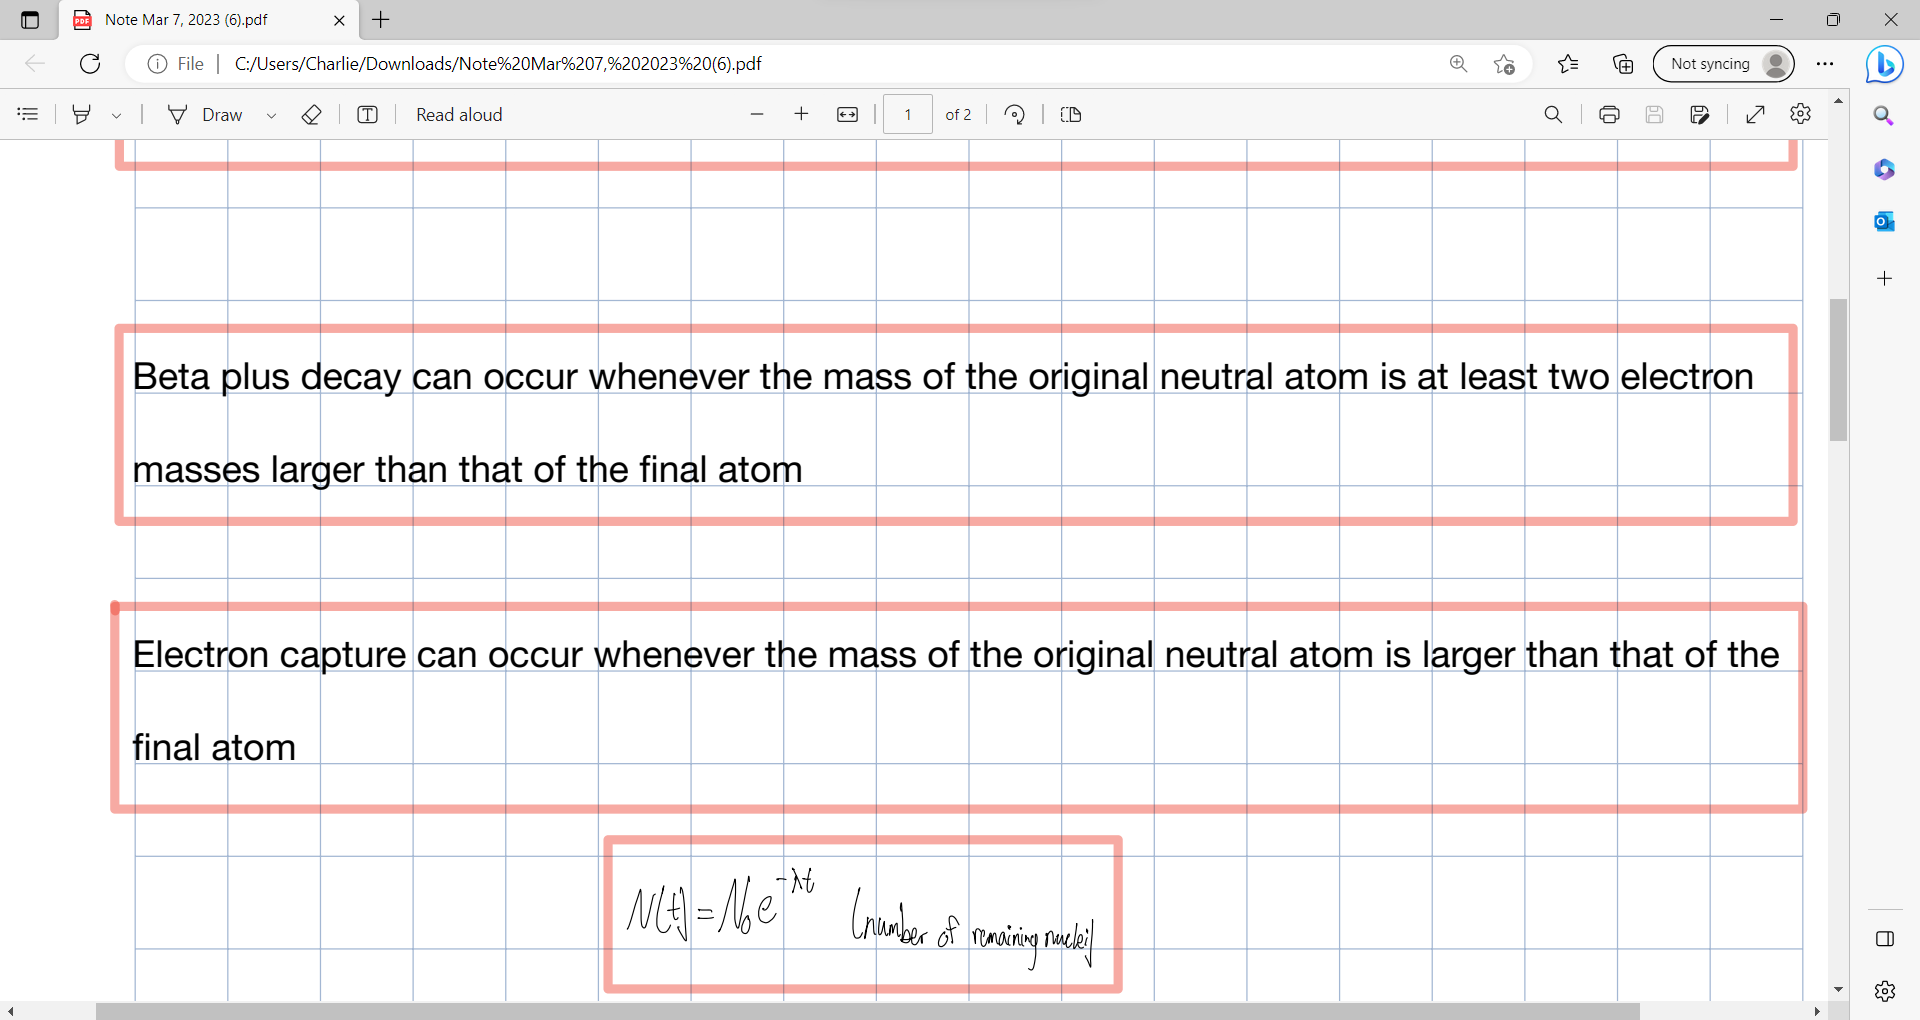 Note Mar 7, 2023 (6).pdf
File
C:/Users/Charlie/Downloads/Note%20Mar%207,%202023%20(6).pdf
Not syncing
Draw
Read aloud
1 of 2
Beta plus decay can occur whenever the mass of the original neutral atom is at least two electron
masses larger than that of the final atom
Electron capture can occur whenever the mass of the original neutral atom is larger than that of the
final atom
N(t) = N₀e^-λt (number of remaining nuclei)